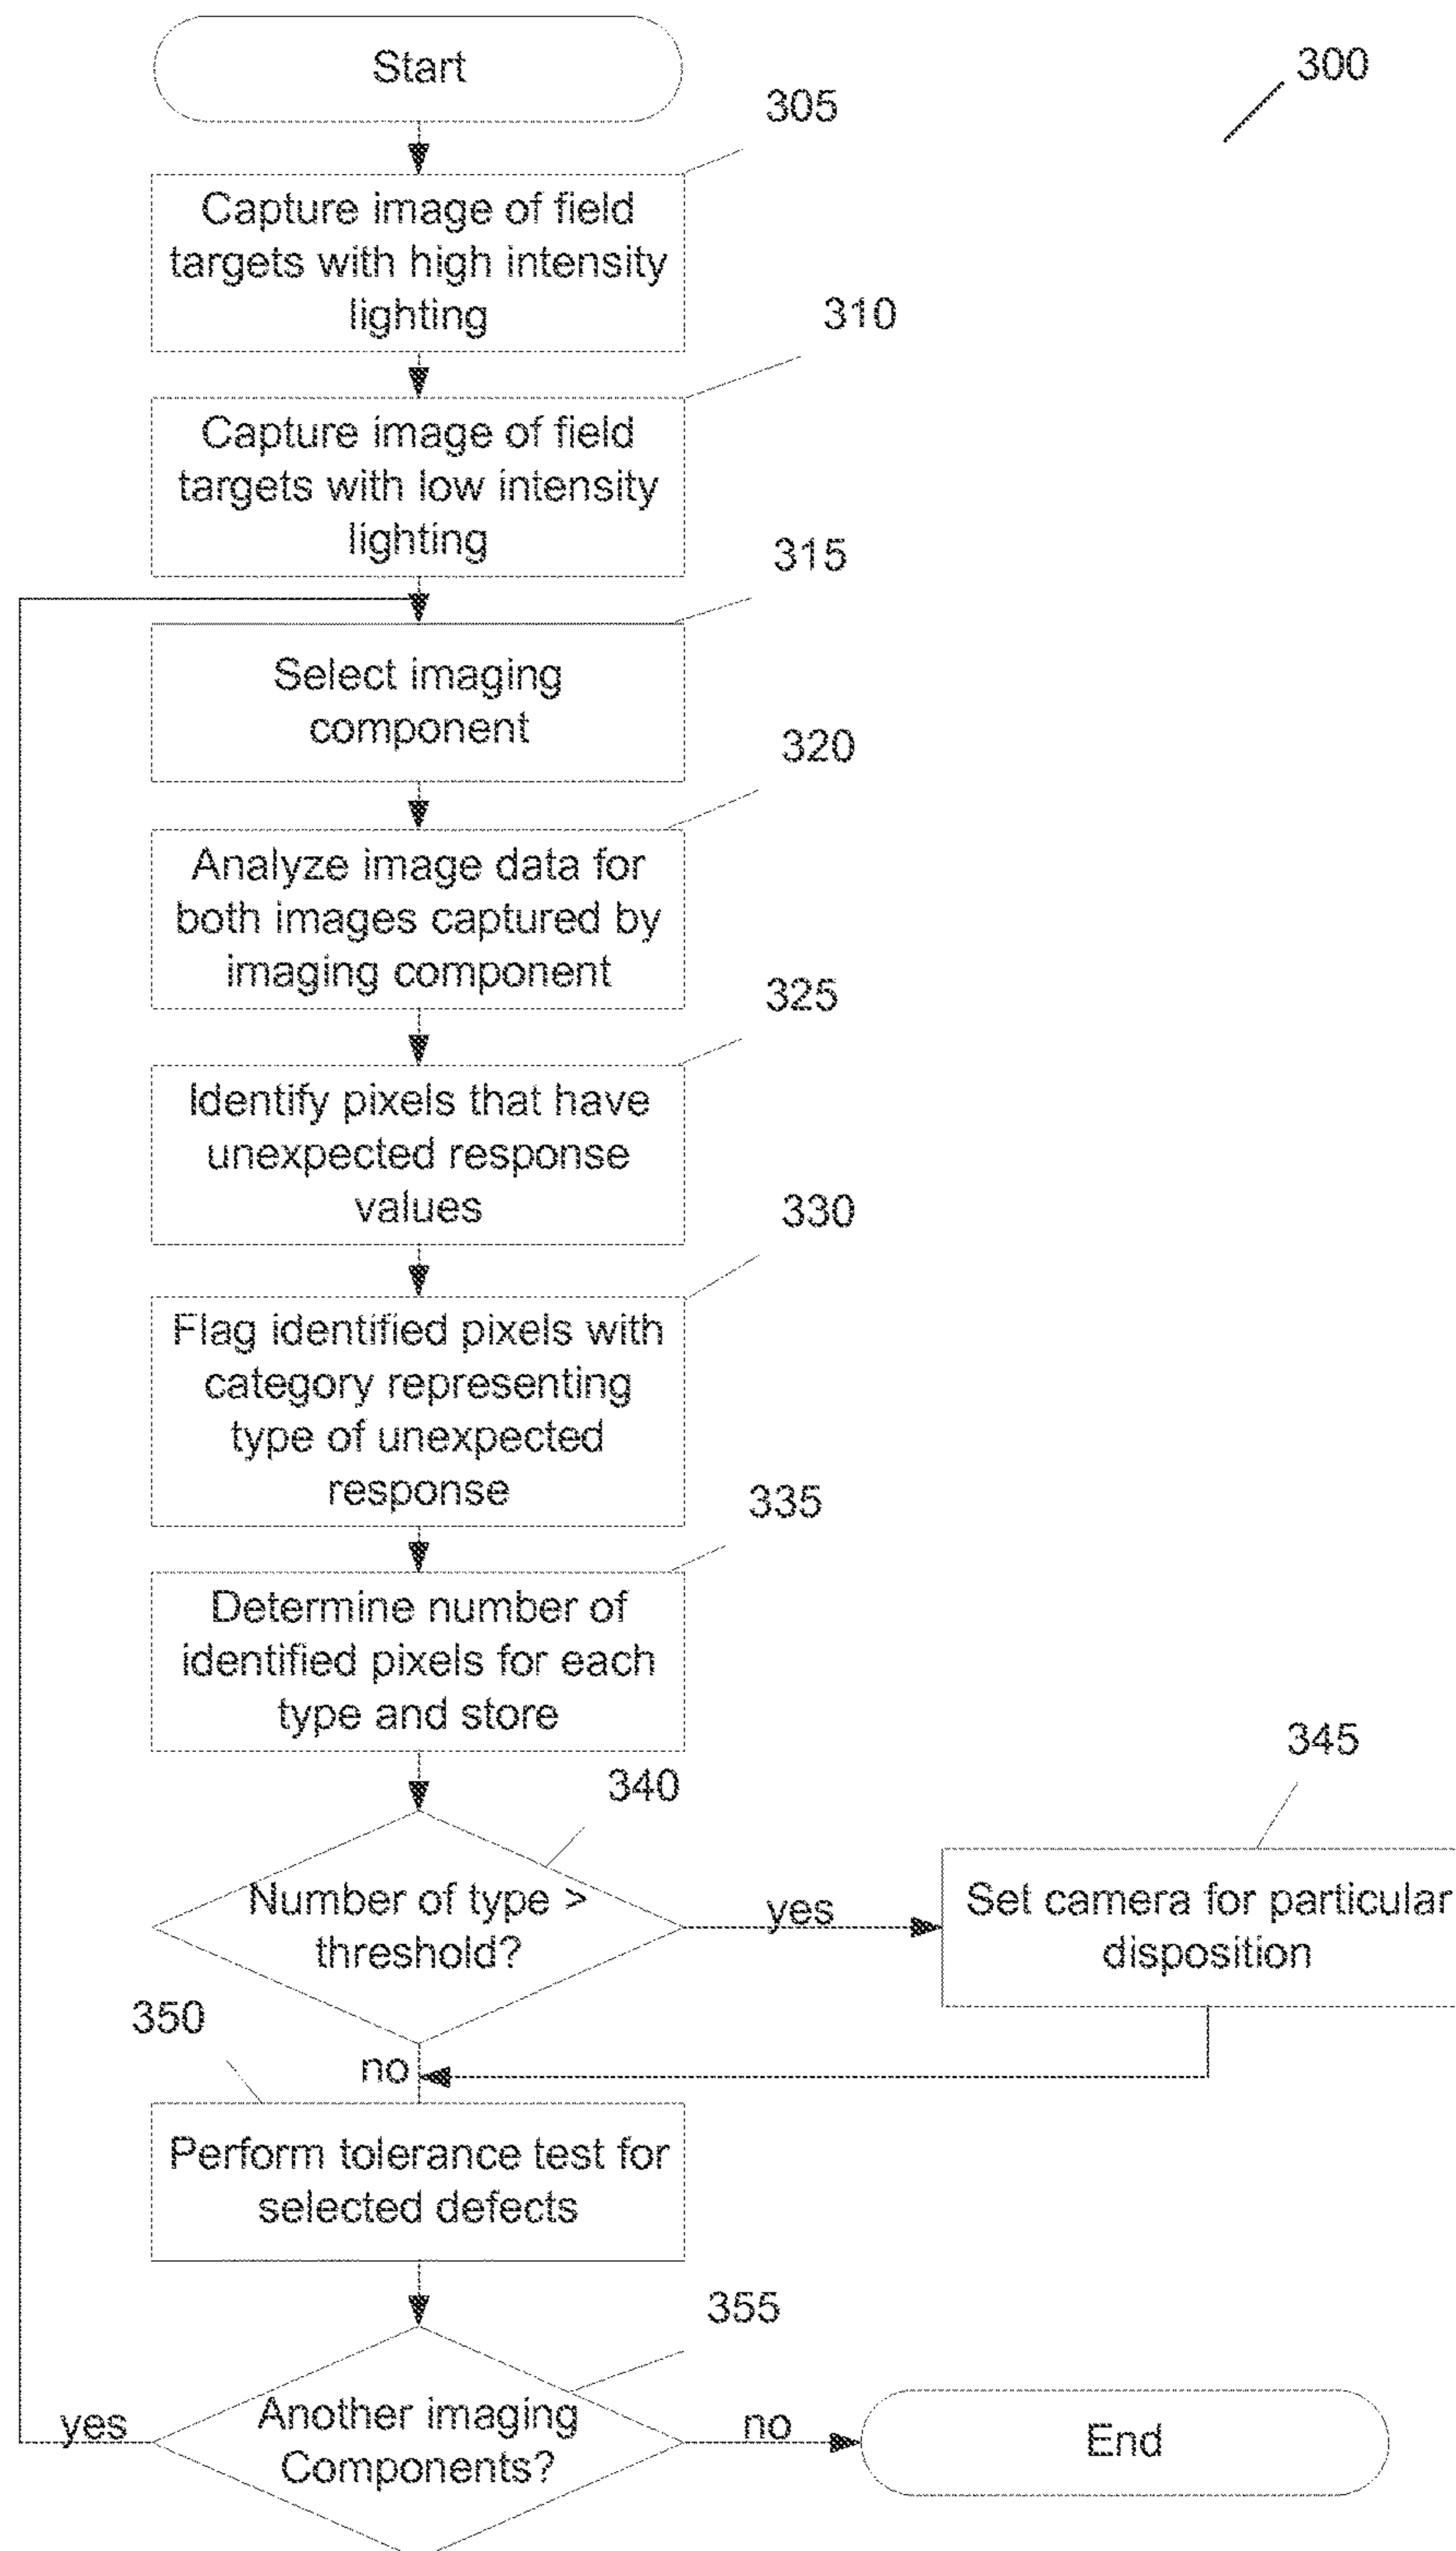 Start
300
305
Capture image of field
targets with high intensity
lighting
310
Capture image of field
targets with low intensity
lighting
315
Select imaging
component
320
Analyze image data for
both images captured by
imaging component
325
Identify pixels that have
unexpected response
values
330
Flag identified pixels with
category representing
type of unexpected
response
335
Determine number of
identified pixels for each
type and store
340
Number of type >
threshold?
yes
345
Set camera for particular
disposition
no
350
Perform tolerance test for
selected defects
355
Another imaging
Components?
yes
no
End